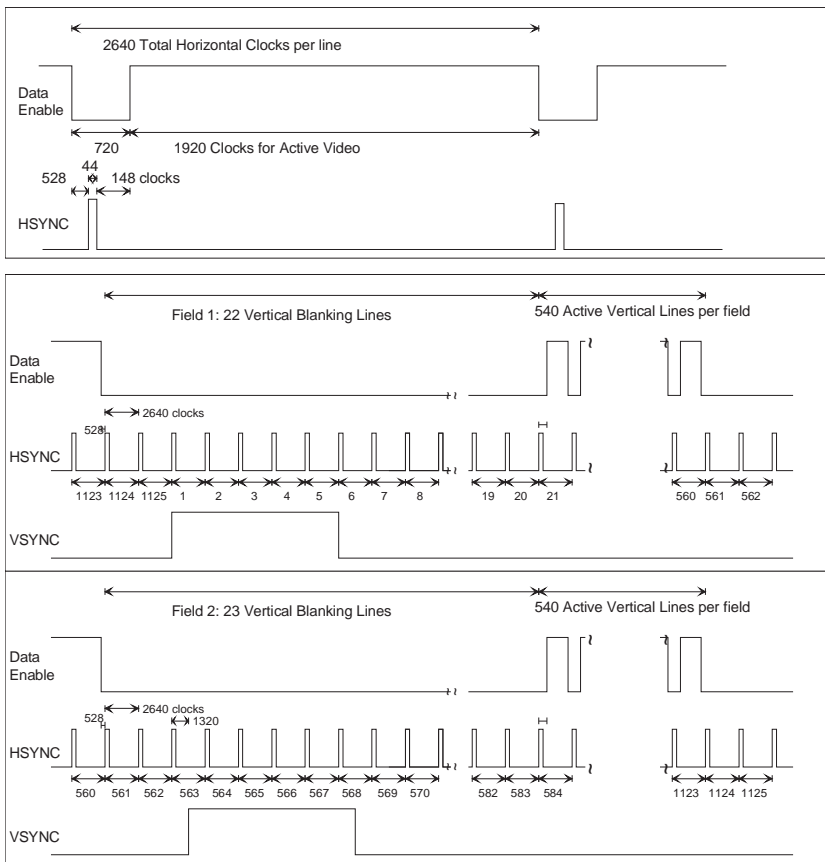 2640 Total Horizontal Clocks per line
Data
Enable
720
1920 Clocks for Active Video
44
528
148 clocks
HSYNC
Field 1: 22 Vertical Blanking Lines
540 Active Vertical Lines per field
Data
Enable
2640 clocks
528
HSYNC
1123 1124 1125 1 2 3 4 5 6 7 8 19 20 21 560 561 562
VSYNC
Field 2: 23 Vertical Blanking Lines
540 Active Vertical Lines per field
Data
Enable
2640 clocks
528
1320
HSYNC
560 561 562 563 564 565 566 567 568 569 570 582 583 584 1123 1124 1125
VSYNC